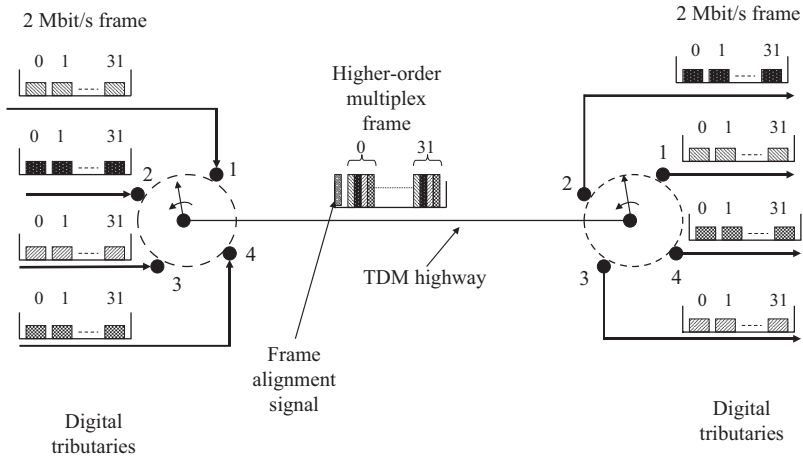 2 Mbit/s frame
0 1 31
0 1 31
0 1 31
0 1 31
1
2
3
4
Digital
tributaries
Higher-order
multiplex
frame
0 31
TDM highway
Frame
alignment
signal
2 Mbit/s frame
0 1 31
0 1 31
0 1 31
0 1 31
1
2
3
4
Digital
tributaries